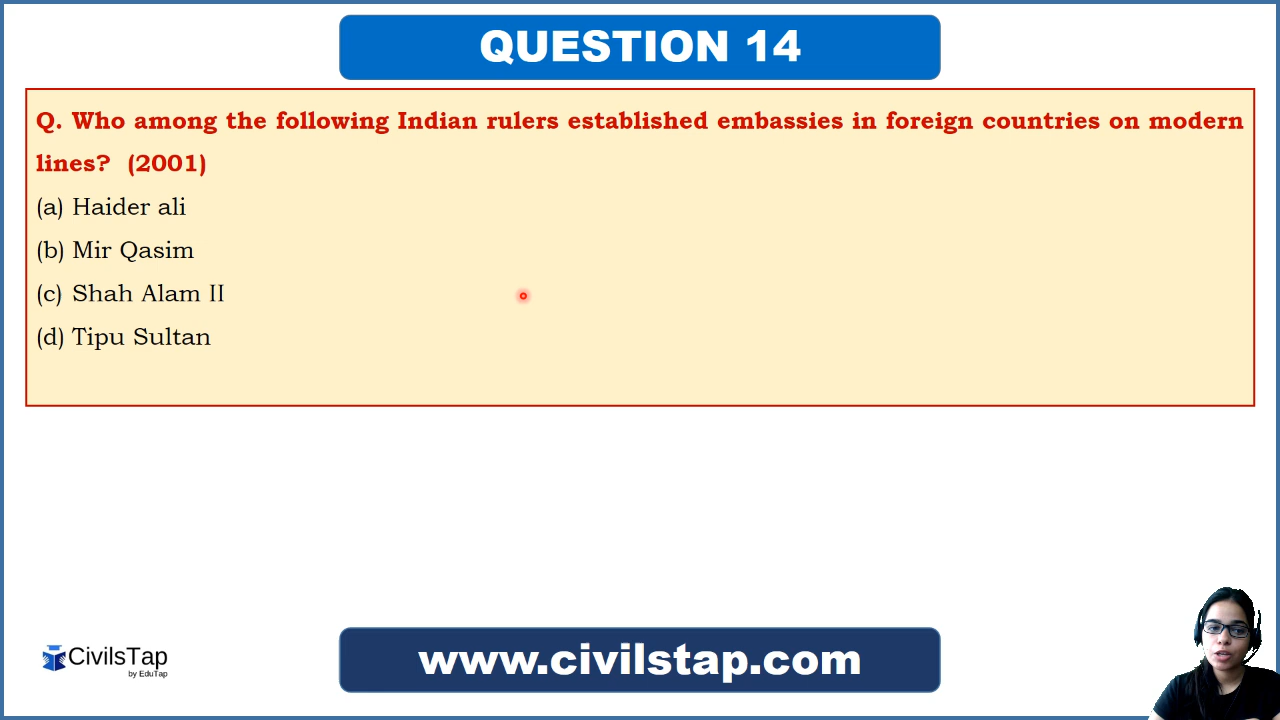 QUESTION 14
Q. Who among the following Indian rulers established embassies in foreign countries on modern
lines? (2001)
(a) Haider ali
(b) Mir Qasim
(c) Shah Alam II
(d) Tipu Sultan
CivilsTap
by EduTap
www.civilstap.com